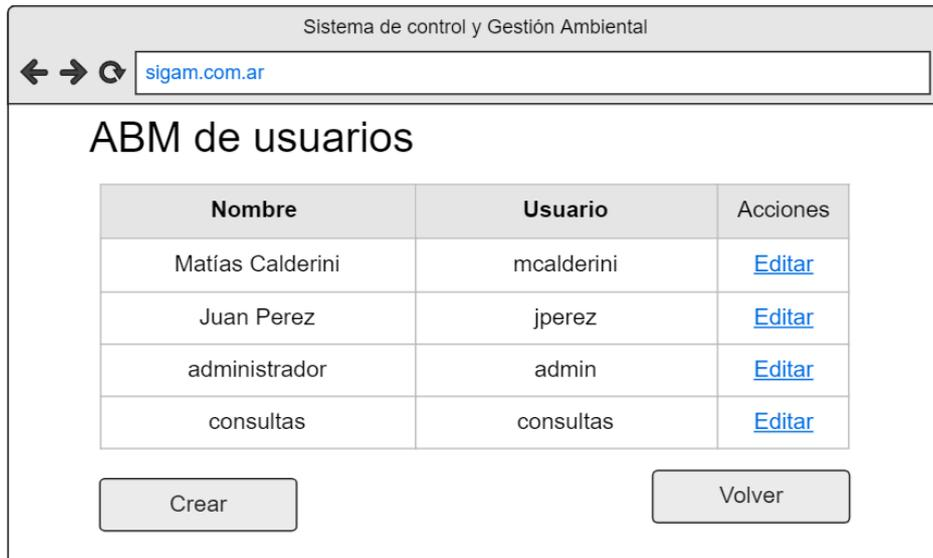 Sistema de control y Gestión Ambiental
sigam.com.ar
ABM de usuarios
Nombre Usuario Acciones
Matías Calderini mcalderini Editar
Juan Perez jperez Editar
administrador admin Editar
consultas consultas Editar
Crear Volver